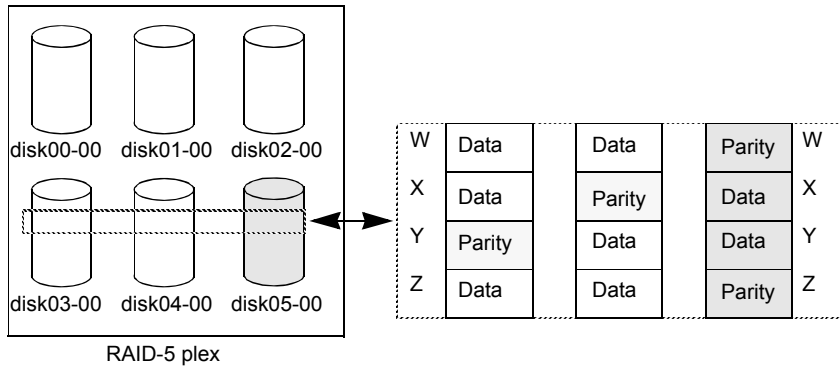 disk00-00 disk01-00 disk02-00
disk03-00 disk04-00 disk05-00
RAID-5 plex
W Data Data Parity W
X Data Parity Data X
Y Parity Data Data Y
Z Data Data Parity Z